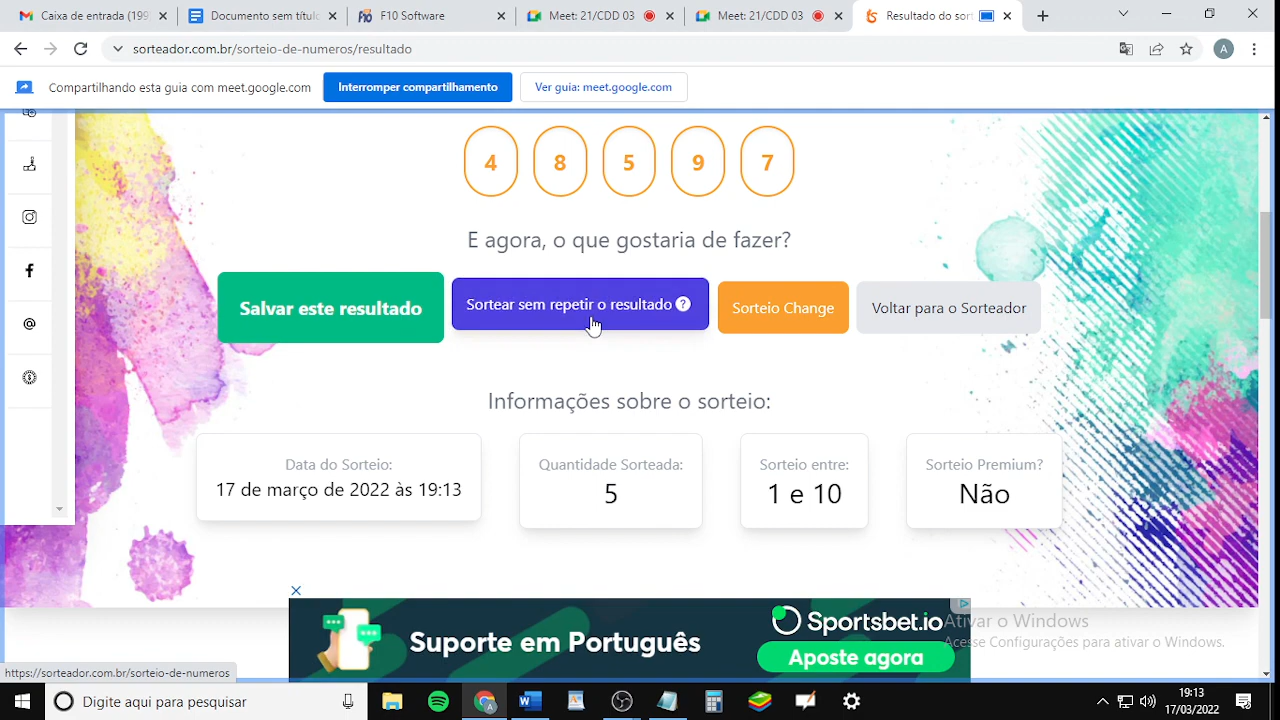 Caixa de entrada (199
Documento sem títul
F10 Software
Meet: 21/CDD 03
Meet: 21/CDD 03
Resultado do sort
sorteador.com.br/sorteio-de-numeros/resultado
A
Compartilhando esta guia com meet.google.com
Interromper compartilhamento
Ver guia: meet.google.com
4 8 5 9 7
E agora, o que gostaria de fazer?
Salvar este resultado
Sortear sem repetir o resultado ?
Sorteio Change
Voltar para o Sorteador
Informações sobre o sorteio:
Data do Sorteio:
17 de março de 2022 às 19:13
Quantidade Sorteada:
5
Sorteio entre:
1 e 10
Sorteio Premium?
Não
Suporte em Português
Sportsbet.io
Aposte agora
Ativar o Windows
Acesse Configurações para ativar o Windows.
https://sorteador.com.br/sorteio-de-numeros
Digite aqui para pesquisar
19:13
17/03/2022